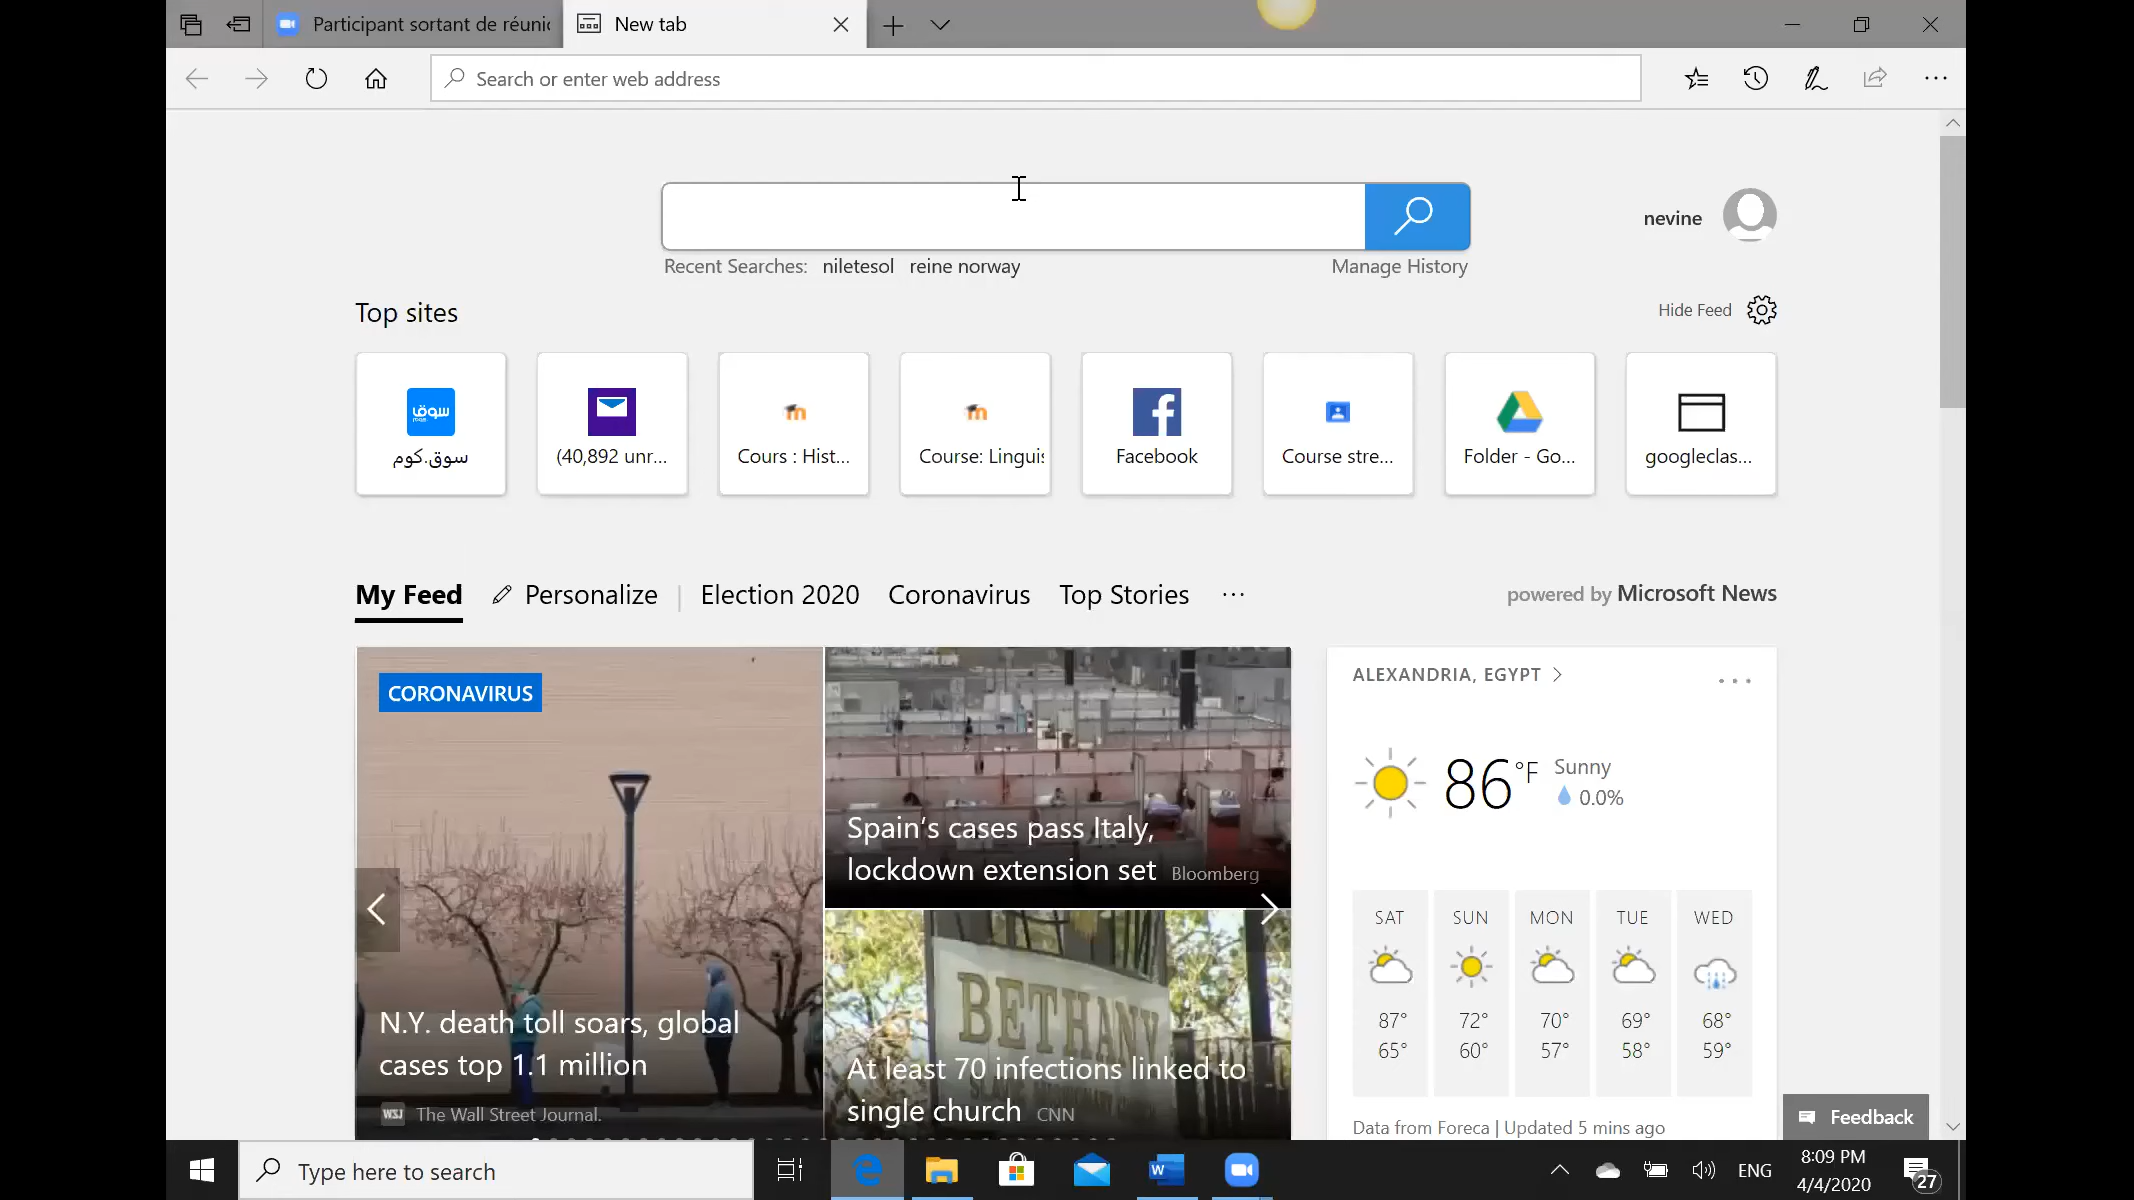 Participant sortant de réunio
New tab
Search or enter web address
nevine
Recent Searches: niletesol reine norway Manage History
Top sites
Hide Feed
سوق
سوق.كوم
(40,892 unr...
Cours : Hist...
Course: Linguis
Facebook
Course stre...
Folder - Go...
googleclas...
My Feed Personalize Election 2020 Coronavirus Top Stories ...
powered by Microsoft News
CORONAVIRUS
N.Y. death toll soars, global
cases top 1.1 million
WSJ The Wall Street Journal.
Spain's cases pass Italy,
lockdown extension set Bloomberg
BETHANY
At least 70 infections linked to
single church CNN
ALEXANDRIA, EGYPT
86 °F Sunny
0.0%
SAT SUN MON TUE WED
87° 72° 70° 69° 68°
65° 60° 57° 58° 59°
Data from Foreca | Updated 5 mins ago
Feedback
Type here to search
W
ENG
8:09 PM
4/4/2020
27